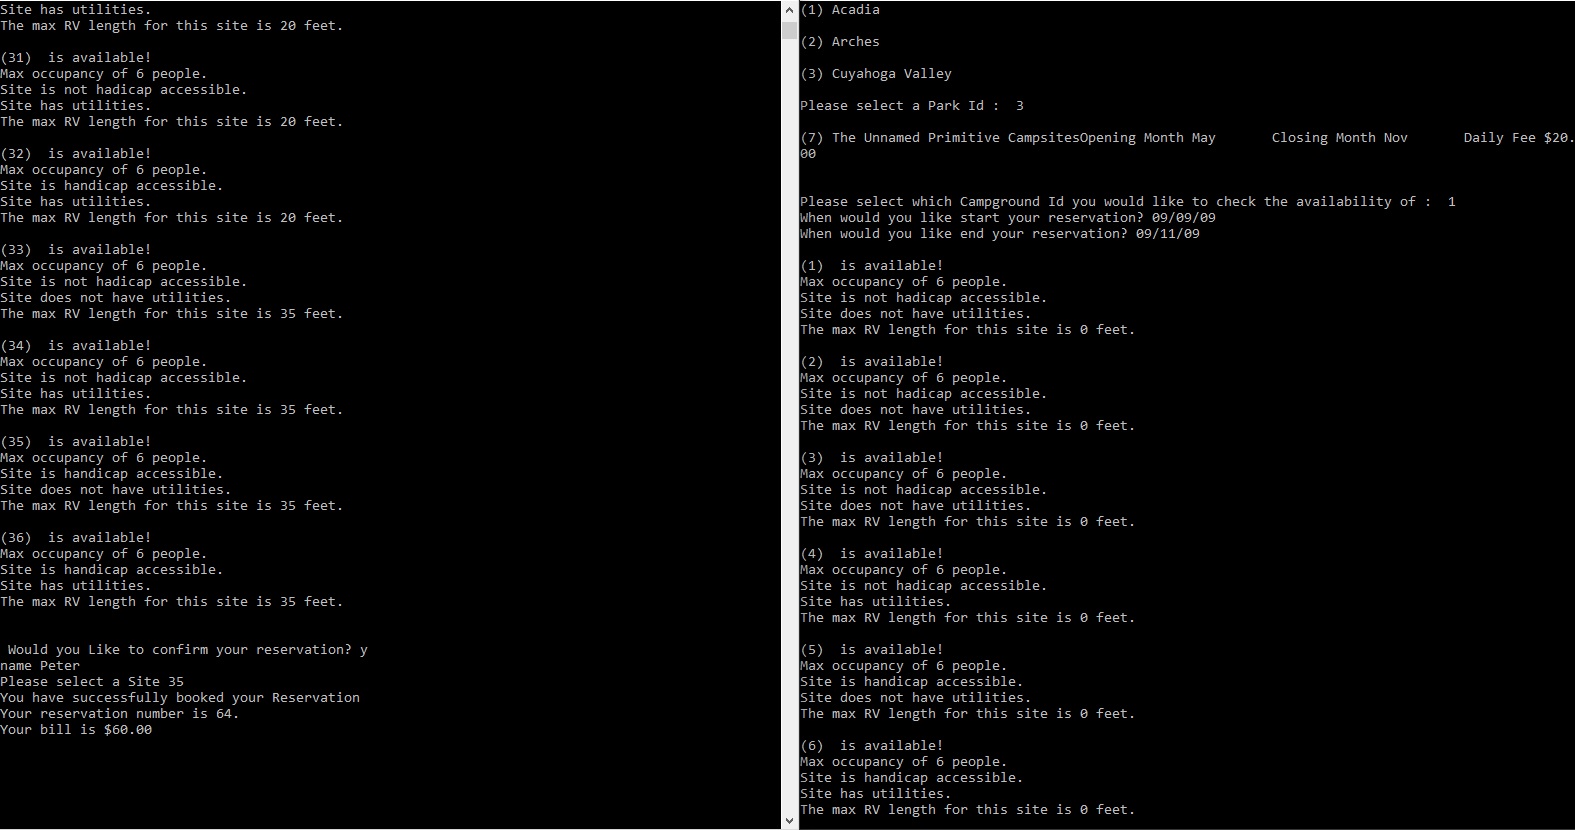 Site has utilities.
The max RV length for this site is 20 feet.
(31)  is available!
Max occupancy of 6 people.
Site is not hadicap accessible.
Site has utilities.
The max RV length for this site is 20 feet.
(32)  is available!
Max occupancy of 6 people.
Site is handicap accessible.
Site has utilities.
The max RV length for this site is 20 feet.
(33)  is available!
Max occupancy of 6 people.
Site is not hadicap accessible.
Site does not have utilities.
The max RV length for this site is 35 feet.
(34)  is available!
Max occupancy of 6 people.
Site is not hadicap accessible.
Site has utilities.
The max RV length for this site is 35 feet.
(35)  is available!
Max occupancy of 6 people.
Site is handicap accessible.
Site does not have utilities.
The max RV length for this site is 35 feet.
(36)  is available!
Max occupancy of 6 people.
Site is handicap accessible.
Site has utilities.
The max RV length for this site is 35 feet.
Would you Like to confirm your reservation? y
name Peter
Please select a Site 35
You have successfully booked your Reservation
Your reservation number is 64.
Your bill is $60.00
(1) Acadia
(2) Arches
(3) Cuyahoga Valley
Please select a Park Id :  3
(7) The Unnamed Primitive CampsitesOpening Month May       Closing Month Nov       Daily Fee $20.
00
Please select which Campground Id you would like to check the availability of :  1
When would you like start your reservation? 09/09/09
When would you like end your reservation? 09/11/09
(1)  is available!
Max occupancy of 6 people.
Site is not hadicap accessible.
Site does not have utilities.
The max RV length for this site is 0 feet.
(2)  is available!
Max occupancy of 6 people.
Site is not hadicap accessible.
Site does not have utilities.
The max RV length for this site is 0 feet.
(3)  is available!
Max occupancy of 6 people.
Site is not hadicap accessible.
Site does not have utilities.
The max RV length for this site is 0 feet.
(4)  is available!
Max occupancy of 6 people.
Site is not hadicap accessible.
Site has utilities.
The max RV length for this site is 0 feet.
(5)  is available!
Max occupancy of 6 people.
Site is handicap accessible.
Site does not have utilities.
The max RV length for this site is 0 feet.
(6)  is available!
Max occupancy of 6 people.
Site is handicap accessible.
Site has utilities.
The max RV length for this site is 0 feet.